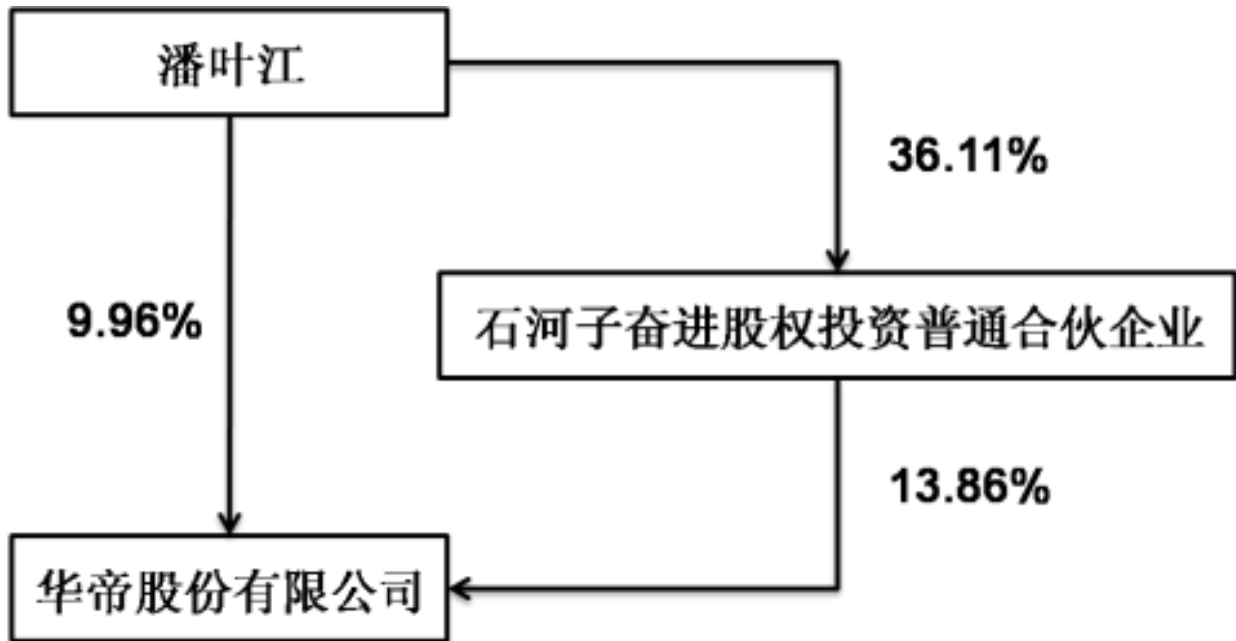 潘叶江
36.11%
9.96%
石河子奋进股权投资普通合伙企业
13.86%
华帝股份有限公司